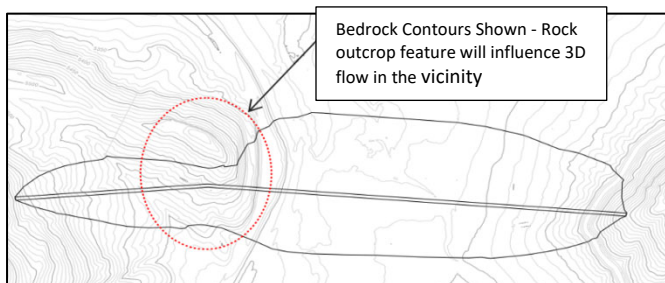 Bedrock Contours Shown - Rock
outcrop feature will influence 3D
flow in the vicinity